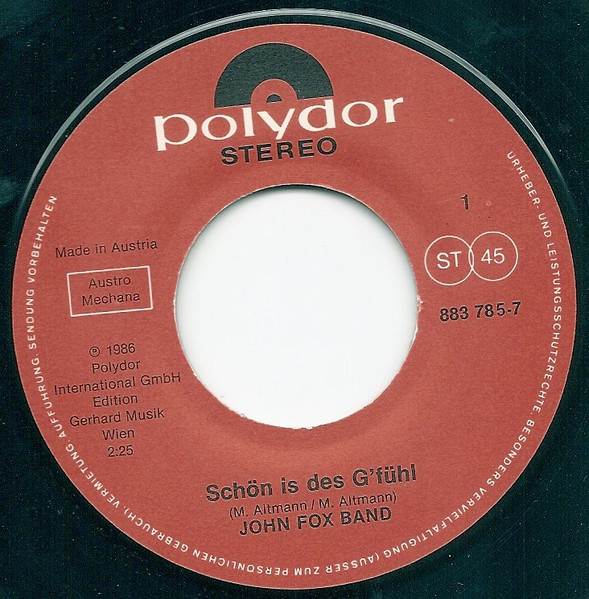 polydor
STEREO
1
Made in Austria
Austro
Mechana
ST 45
883 785-7
℗ 1986
Polydor
International GmbH
Edition
Gerhard Musik
Wien
2:25
Schön is des G'fühl
(M. Altmann / M. Altmann)
JOHN FOX BAND
URHEBER- UND LEISTUNGSSCHUTZRECHTE, BESONDERS VERVIELFÄLTIGUNG (AUSSER ZUM PERSÖNLICHEN GEBRAUCH), VERMIETUNG, AUFFÜHRUNG, SENDUNG VORBEHALTEN